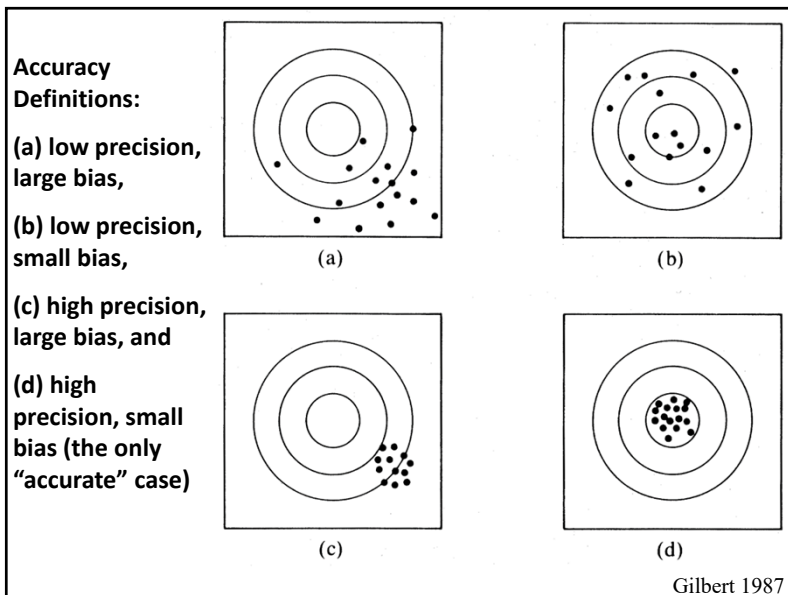 Accuracy
Definitions:
(a) low precision,
large bias,
(b) low precision,
small bias,
(c) high precision,
large bias, and
(d) high
precision, small
bias (the only
“accurate” case)
(a)
(b)
(c)
(d)
Gilbert 1987